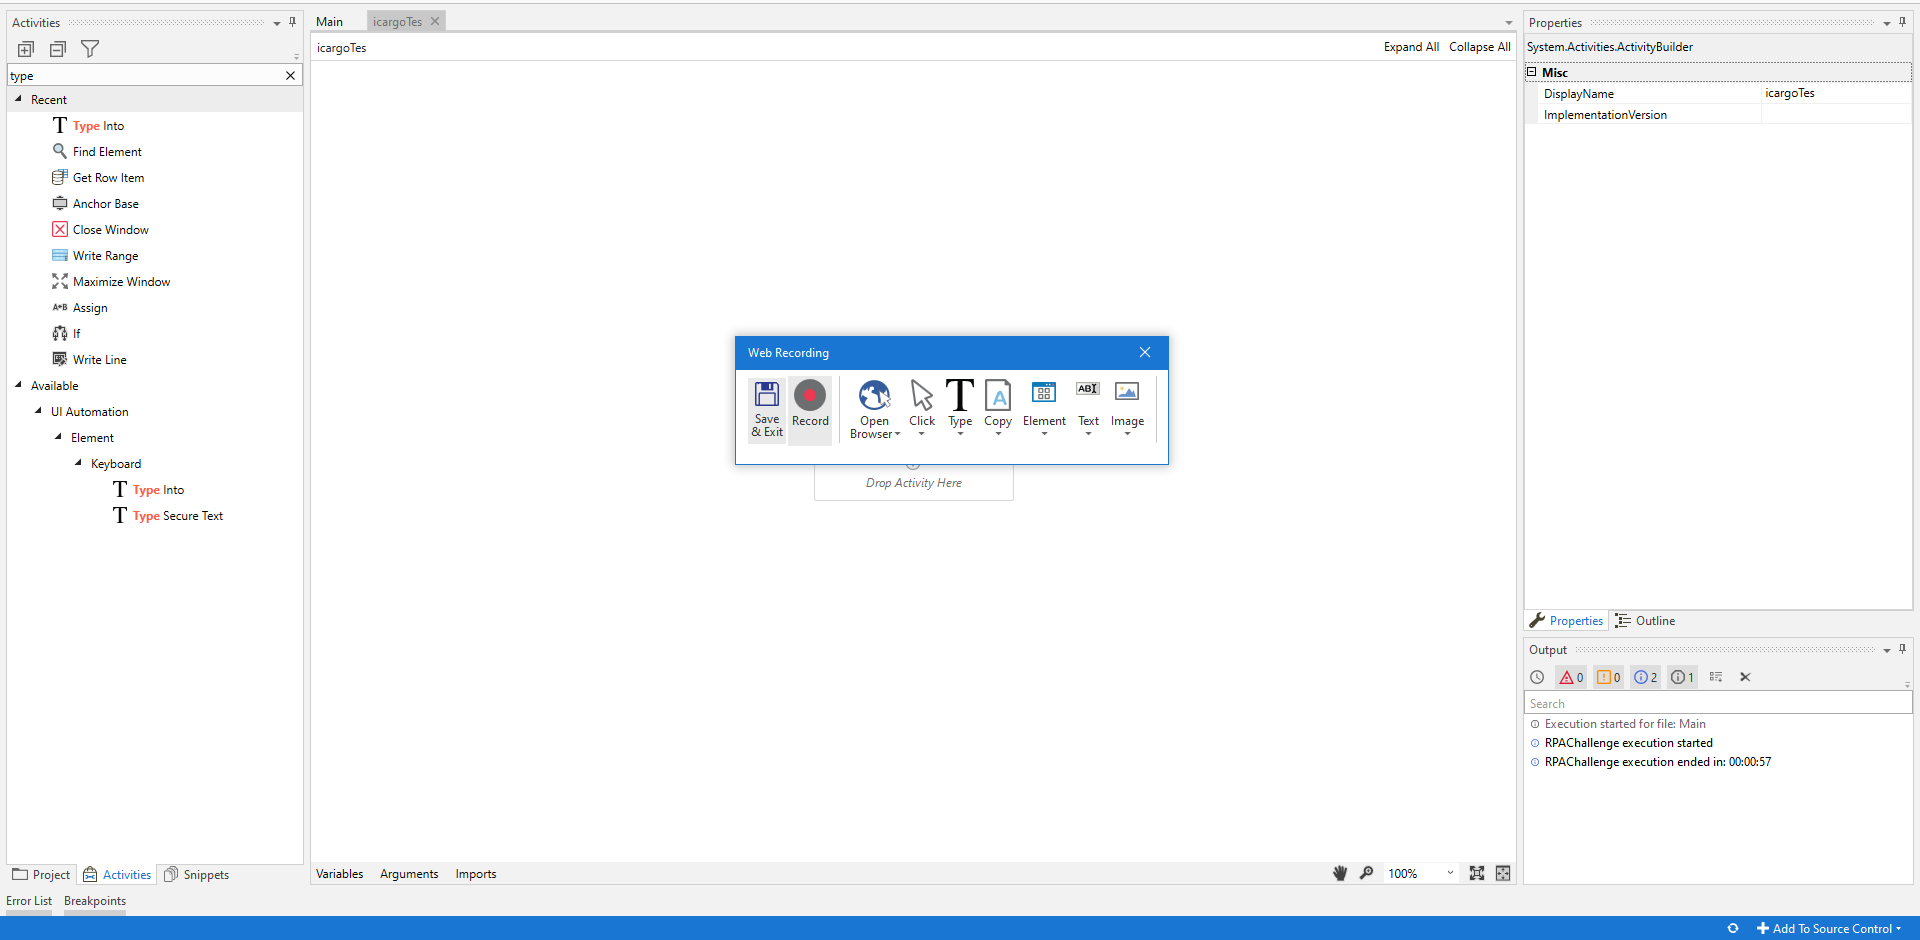 Activities
type
Recent
Type Into
Find Element
Get Row Item
Anchor Base
Close Window
Write Range
Maximize Window
A+B Assign
If
Write Line
Available
UI Automation
Element
Keyboard
Type Into
Type Secure Text
Project Activities Snippets
Main icargoTes
icargoTes Expand All Collapse All
Web Recording
Save & Exit
Record
Open Browser
Click
Type
Copy
Element
Text
Image
Drop Activity Here
Variables Arguments Imports 100%
Properties
System.Activities.ActivityBuilder
Misc
DisplayName icargoTes
ImplementationVersion
Properties Outline
Output
0 0 2 1
Search
Execution started for file: Main
RPAChallenge execution started
RPAChallenge execution ended in: 00:00:57
Error List Breakpoints
Add To Source Control